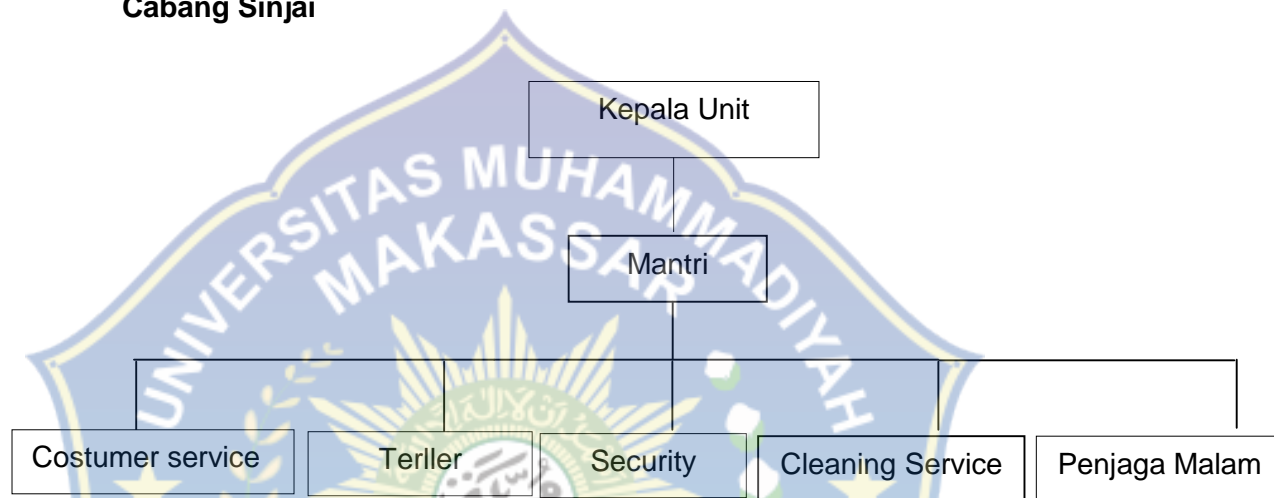 Cabang Sinjai
Kepala Unit
UNIVERSITAS MUHAMMADIYAH
MAKASSAR
Mantri
Costumer service
Terller
Security
Cleaning Service
Penjaga Malam